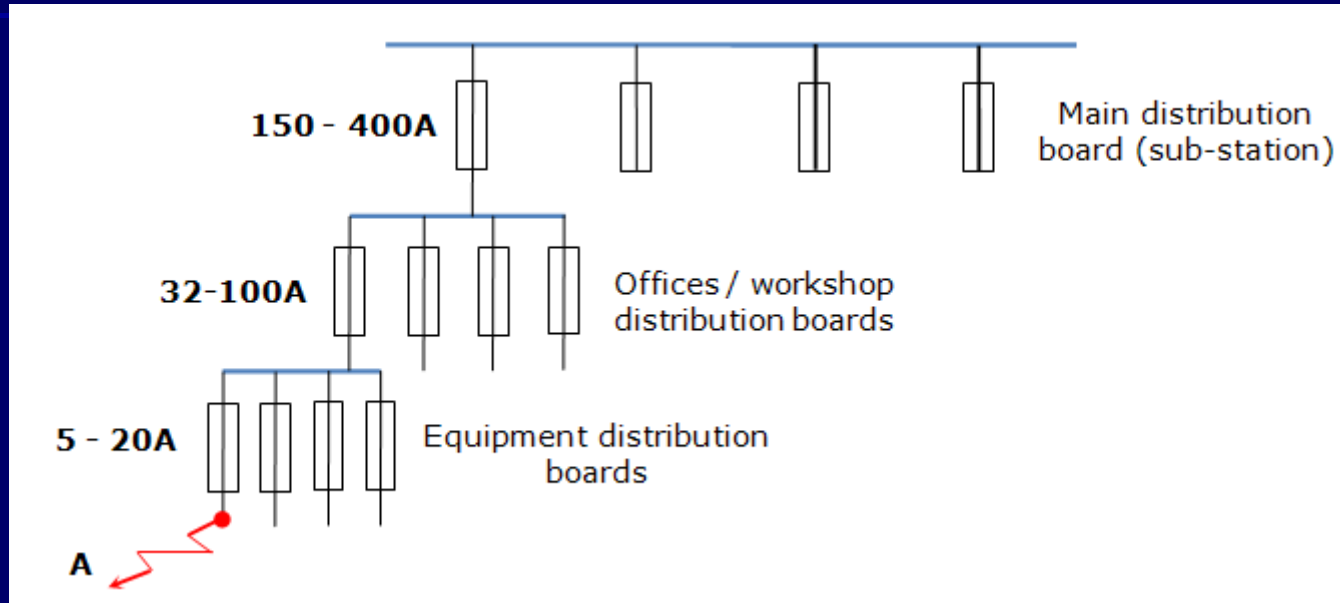 150 - 400A
Main distribution
board (sub-station)
32-100A
Offices / workshop
distribution boards
5 - 20A
Equipment distribution
boards
A